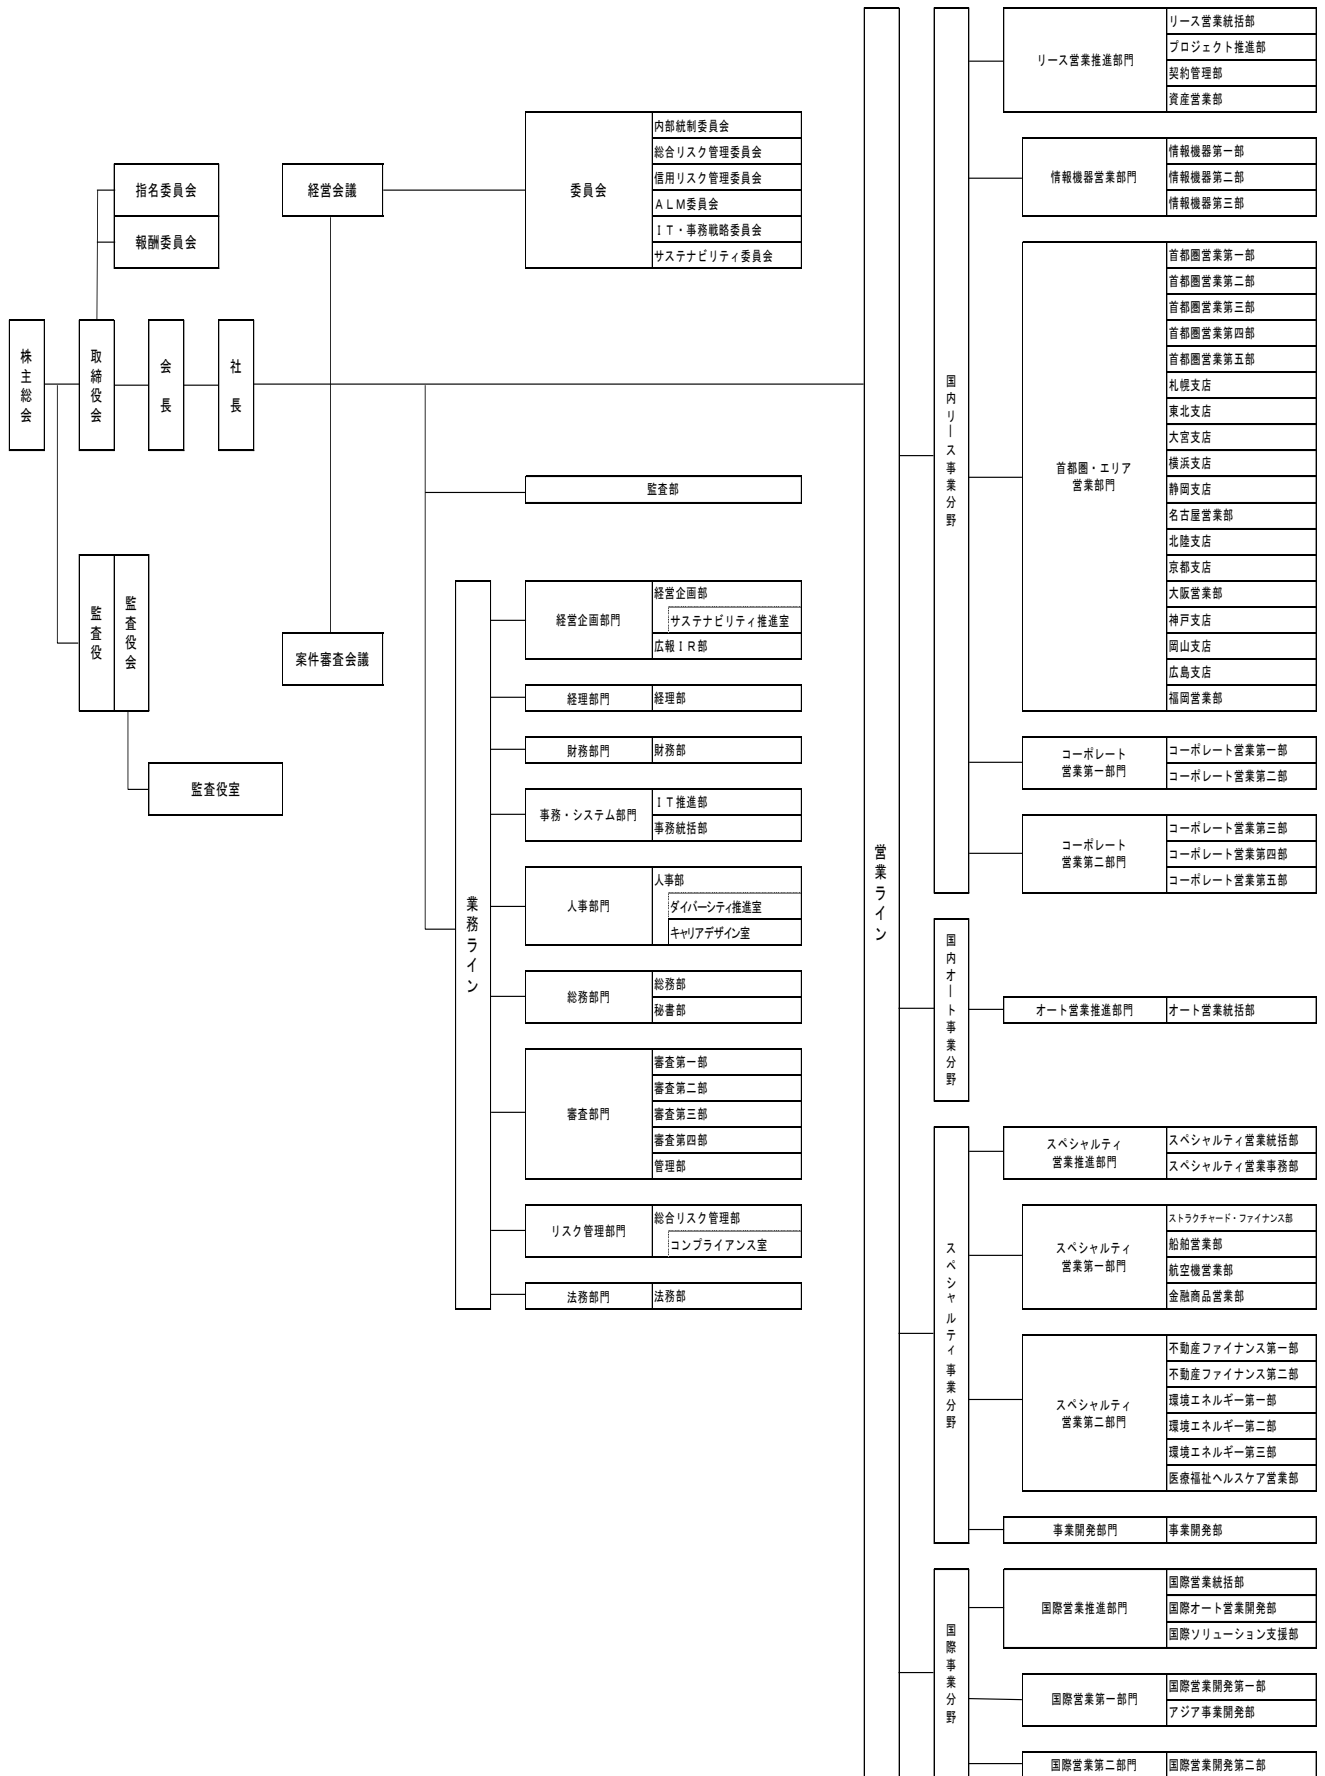 株主総会
取締役会
会長
社長
指名委員会
報酬委員会
監査役
監査役会
監査役室
経営会議
案件審査会議
委員会
内部統制委員会
総合リスク管理委員会
信用リスク管理委員会
ＡＬＭ委員会
ＩＴ・事務戦略委員会
サステナビリティ委員会
監査部
業務ライン
経営企画部門
経営企画部
サステナビリティ推進室
広報ＩＲ部
経理部門
経理部
財務部門
財務部
事務・システム部門
ＩＴ推進部
事務統括部
人事部門
人事部
ダイバーシティ推進室
キャリアデザイン室
総務部門
総務部
秘書部
審査部門
審査第一部
審査第二部
審査第三部
審査第四部
管理部
リスク管理部門
総合リスク管理部
コンプライアンス室
法務部門
法務部
営業ライン
国内リース事業分野
リース営業推進部門
リース営業統括部
プロジェクト推進部
契約管理部
資産営業部
情報機器営業部門
情報機器第一部
情報機器第二部
情報機器第三部
首都圏・エリア
営業部門
首都圏営業第一部
首都圏営業第二部
首都圏営業第三部
首都圏営業第四部
首都圏営業第五部
札幌支店
東北支店
大宮支店
横浜支店
静岡支店
名古屋営業部
北陸支店
京都支店
大阪営業部
神戸支店
岡山支店
広島支店
福岡営業部
コーポレート
営業第一部門
コーポレート営業第一部
コーポレート営業第二部
コーポレート
営業第二部門
コーポレート営業第三部
コーポレート営業第四部
コーポレート営業第五部
国内オート事業分野
オート営業推進部門
オート営業統括部
スペシャルティ事業分野
スペシャルティ
営業推進部門
スペシャルティ営業統括部
スペシャルティ営業事務部
スペシャルティ
営業第一部門
ストラクチャード・ファイナンス部
船舶営業部
航空機営業部
金融商品営業部
スペシャルティ
営業第二部門
不動産ファイナンス第一部
不動産ファイナンス第二部
環境エネルギー第一部
環境エネルギー第二部
環境エネルギー第三部
医療福祉ヘルスケア営業部
事業開発部門
事業開発部
国際事業分野
国際営業推進部門
国際営業統括部
国際オート営業開発部
国際ソリューション支援部
国際営業第一部門
国際営業開発第一部
アジア事業開発部
国際営業第二部門
国際営業開発第二部